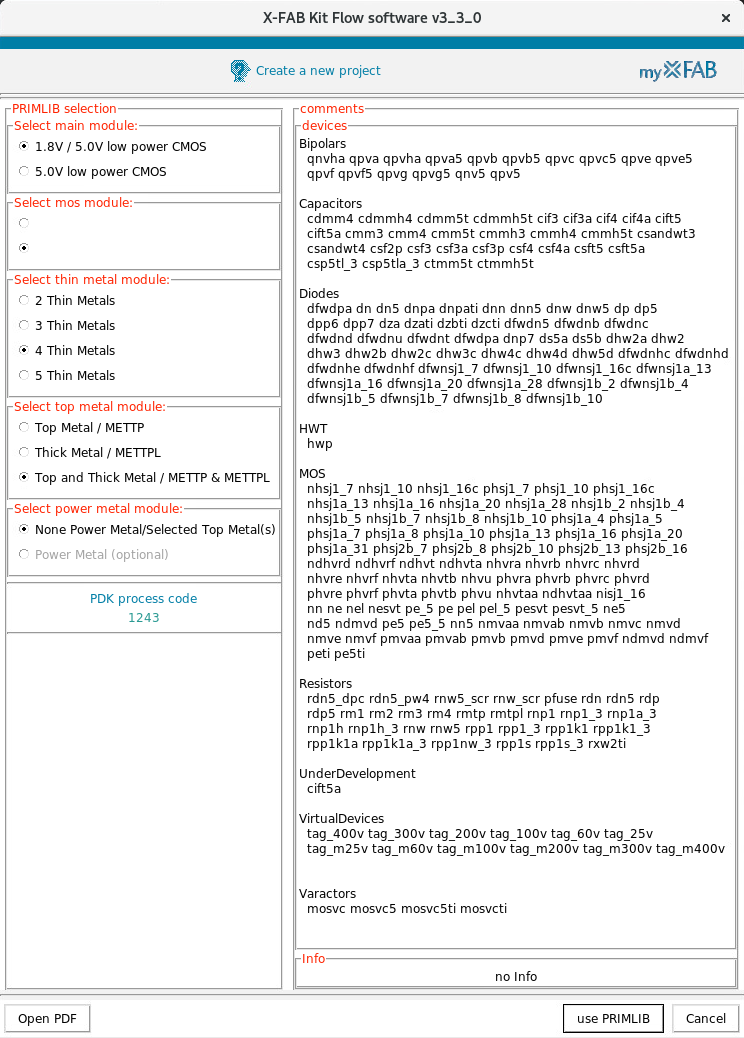 X-FAB Kit Flow software v3_3_0
Create a new project
my XFAB
PRIMLIB selection
Select main module:
1.8V / 5.0V low power CMOS
5.0V low power CMOS
Select mos module:
Select thin metal module:
2 Thin Metals
3 Thin Metals
4 Thin Metals
5 Thin Metals
Select top metal module:
Top Metal / METTP
Thick Metal / METTPL
Top and Thick Metal / METTP & METTPL
Select power metal module:
None Power Metal/Selected Top Metal(s)
Power Metal (optional)
PDK process code
1243
comments
devices
Bipolars
qnvha qpva qpvha qpva5 qpvb qpvb5 qpvc qpvc5 qpve qpve5
qpvf qpvf5 qpvg qpvg5 qnv5 qpv5
Capacitors
cdmm4 cdmmh4 cdmm5t cdmmh5t cif3 cif3a cif4 cif4a cift5
cift5a cmm3 cmm4 cmm5t cmmh3 cmmh4 cmmh5t csandwt3
csandwt4 csf2p csf3 csf3a csf3p csf4 csf4a csft5 csft5a
csp5tl_3 csp5tla_3 ctmm5t ctmmh5t
Diodes
dfwdpa dn dn5 dnpa dnpati dnn dnn5 dnw dnw5 dp dp5
dpp6 dpp7 dza dzati dzbti dzcti dfwdn5 dfwdnb dfwdnc
dfwdnd dfwdnu dfwdnt dfwdpa dnp7 ds5a ds5b dhw2a dhw2
dhw3 dhw2b dhw2c dhw3c dhw4c dhw4d dhw5d dfwdnhc dfwdnhd
dfwdnhe dfwdnhf dfwnsj1_7 dfwnsj1_10 dfwnsj1_16c dfwnsj1a_13
dfwnsj1a_16 dfwnsj1a_20 dfwnsj1a_28 dfwnsj1b_2 dfwnsj1b_4
dfwnsj1b_5 dfwnsj1b_7 dfwnsj1b_8 dfwnsj1b_10
HWT
hwp
MOS
nhsj1_7 nhsj1_10 nhsj1_16c phsj1_7 phsj1_10 phsj1_16c
nhsj1a_13 nhsj1a_16 nhsj1a_20 nhsj1a_28 nhsj1b_2 nhsj1b_4
nhsj1b_5 nhsj1b_7 nhsj1b_8 nhsj1b_10 phsj1a_4 phsj1a_5
phsj1a_7 phsj1a_8 phsj1a_10 phsj1a_13 phsj1a_16 phsj1a_20
phsj1a_31 phsj2b_7 phsj2b_8 phsj2b_10 phsj2b_13 phsj2b_16
ndhvrd ndhvrf ndhvt ndhvta nhvra nhvrb nhvrc nhvrd
nhvre nhvrf nhvta nhvtb nhvu phvra phvrb phvrc phvrd
phvre phvrf phvta phvtb phvu nhvtaa ndhvtaa nisj1_16
nn ne nel nesvt pe_5 pe pel pel_5 pesvt pesvt_5 ne5
nd5 ndmvd pe5 pe5_5 nn5 nmvaa nmvab nmvb nmvc nmvd
nmve nmvf pmvaa pmvab pmvb pmvd pmve pmvf ndmvd ndmvf
peti pe5ti
Resistors
rdn5_dpc rdn5_pw4 rnw5_scr rnw_scr pfuse rdn rdn5 rdp
rdp5 rm1 rm2 rm3 rm4 rmtp rmtpl rnp1 rnp1_3 rnp1a_3
rnp1h rnp1h_3 rnw rnw5 rpp1 rpp1_3 rpp1k1 rpp1k1_3
rpp1k1a rpp1k1a_3 rpp1nw_3 rpp1s rpp1s_3 rxw2ti
UnderDevelopment
cift5a
VirtualDevices
tag_400v tag_300v tag_200v tag_100v tag_60v tag_25v
tag_m25v tag_m60v tag_m100v tag_m200v tag_m300v tag_m400v
Varactors
mosvc mosvc5 mosvc5ti mosvcti
Info
no Info
Open PDF
use PRIMLIB
Cancel